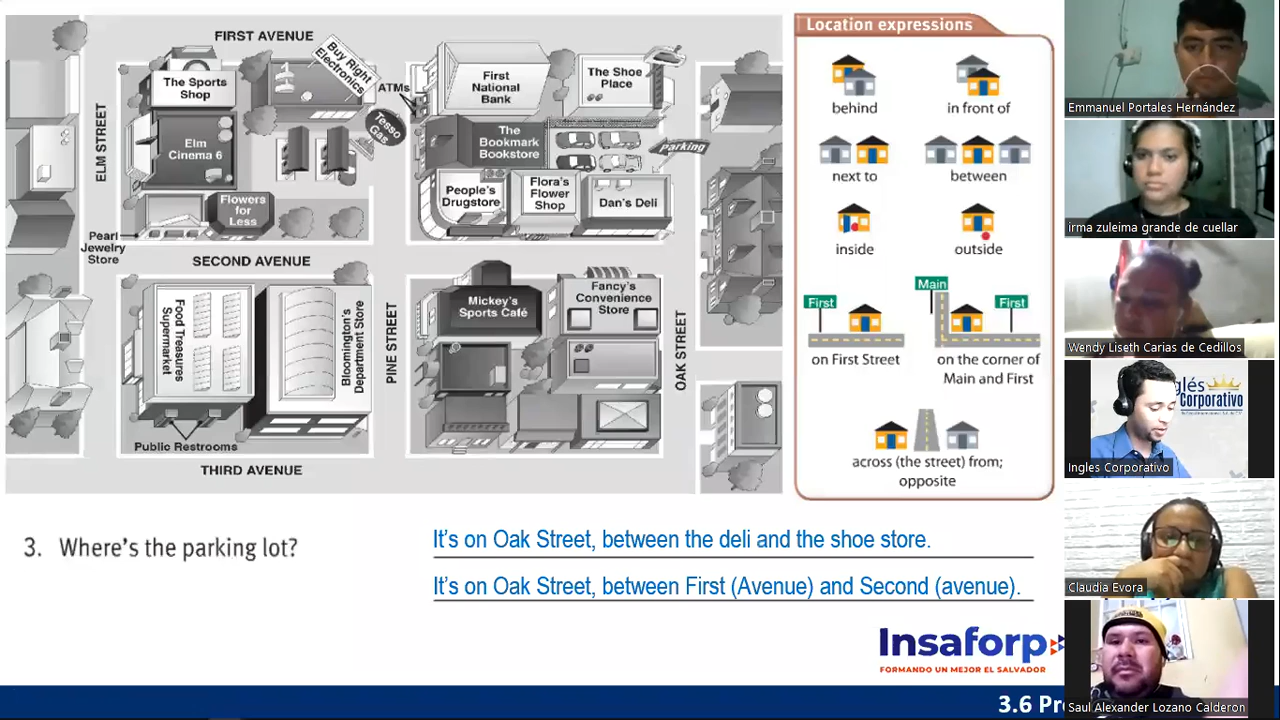 FIRST AVENUE
The Sports
Shop
Buy Right
Electronics
ATMs
First
National
Bank
The Shoe
Place
ELM STREET
Elm
Cinema 6
Tesso
Gas
The
Bookmark
Bookstore
Parking
Flowers
for
Less
People's
Drugstore
Flora's
Flower
Shop
Dan's Deli
Pearl
Jewelry
Store
SECOND AVENUE
Food Treasures
Supermarket
Bloomington's
Department Store
PINE STREET
Mickey's
Sports Café
Fancy's
Convenience
Store
OAK STREET
Public Restrooms
THIRD AVENUE
Location expressions
behind
in front of
next to
between
inside
outside
First
on First Street
Main
First
on the corner of
Main and First
across (the street) from;
opposite
3. Where's the parking lot?
It's on Oak Street, between the deli and the shoe store.
It's on Oak Street, between First (Avenue) and Second (avenue).
Insaforp
FORMANDO UN MEJOR EL SALVADOR
3.6 Pr
Emmanuel Portales Hernández
irma zuleima grande de cuellar
Wendy Liseth Carias de Cedillos
Inglés
Corporativo
Ingles Corporativo
Claudia Evora
Saul Alexander Lozano Calderon